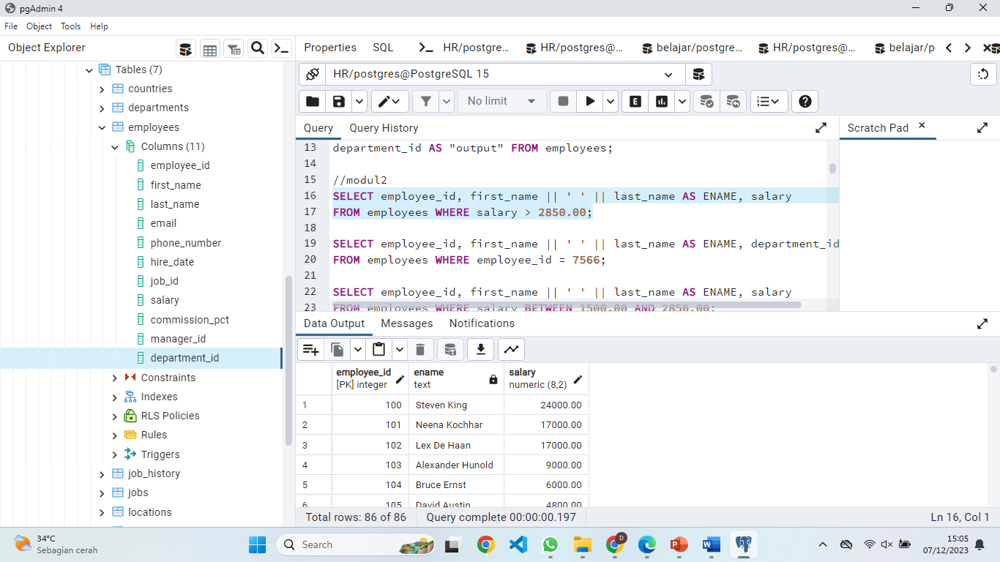 pgAdmin 4
File Object Tools Help
Object Explorer
Properties SQL HR/postgre... HR/postgres@... belajar/postgre... HR/postgres@... belajar/p
Tables (7)
countries
departments
employees
Columns (11)
employee_id
first_name
last_name
email
phone_number
hire_date
job_id
salary
commission_pct
manager_id
department_id
Constraints
Indexes
RLS Policies
Rules
Triggers
job_history
jobs
locations
HR/postgres@PostgreSQL 15
No limit
E
Query Query History
Scratch Pad
13 department_id AS "output" FROM employees;
14
15 //modul2
16 SELECT employee_id, first_name || ' ' || last_name AS ENAME, salary
17 FROM employees WHERE salary > 2850.00;
18
19 SELECT employee_id, first_name || ' ' || last_name AS ENAME, department_id
20 FROM employees WHERE employee_id = 7566;
21
22 SELECT employee_id, first_name || ' ' || last_name AS ENAME, salary
23 FROM employees WHERE salary BETWEEN 1500.00 AND 2850.00;
Data Output Messages Notifications
employee_id ename salary
[PK] integer text numeric (8,2)
1 100 Steven King 24000.00
2 101 Neena Kochhar 17000.00
3 102 Lex De Haan 17000.00
4 103 Alexander Hunold 9000.00
5 104 Bruce Ernst 6000.00
6 105 David Austin 4800.00
Total rows: 86 of 86 Query complete 00:00:00.197 Ln 16, Col 1
34°C
Sebagian cerah
Search
D
15:05
07/12/2023